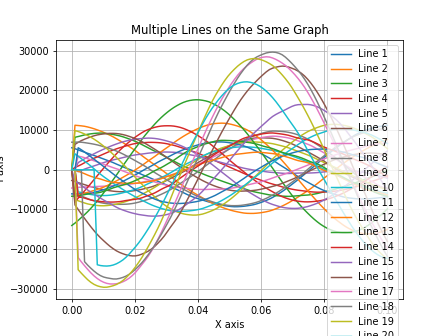 Multiple Lines on the Same Graph
30000
20000
10000
0
−10000
−20000
−30000
0.00
0.02
0.04
0.06
0.08
X axis
Line 1
Line 2
Line 3
Line 4
Line 5
Line 6
Line 7
Line 8
Line 9
Line 10
Line 11
Line 12
Line 13
Line 14
Line 15
Line 16
Line 17
Line 18
Line 19
Line 20